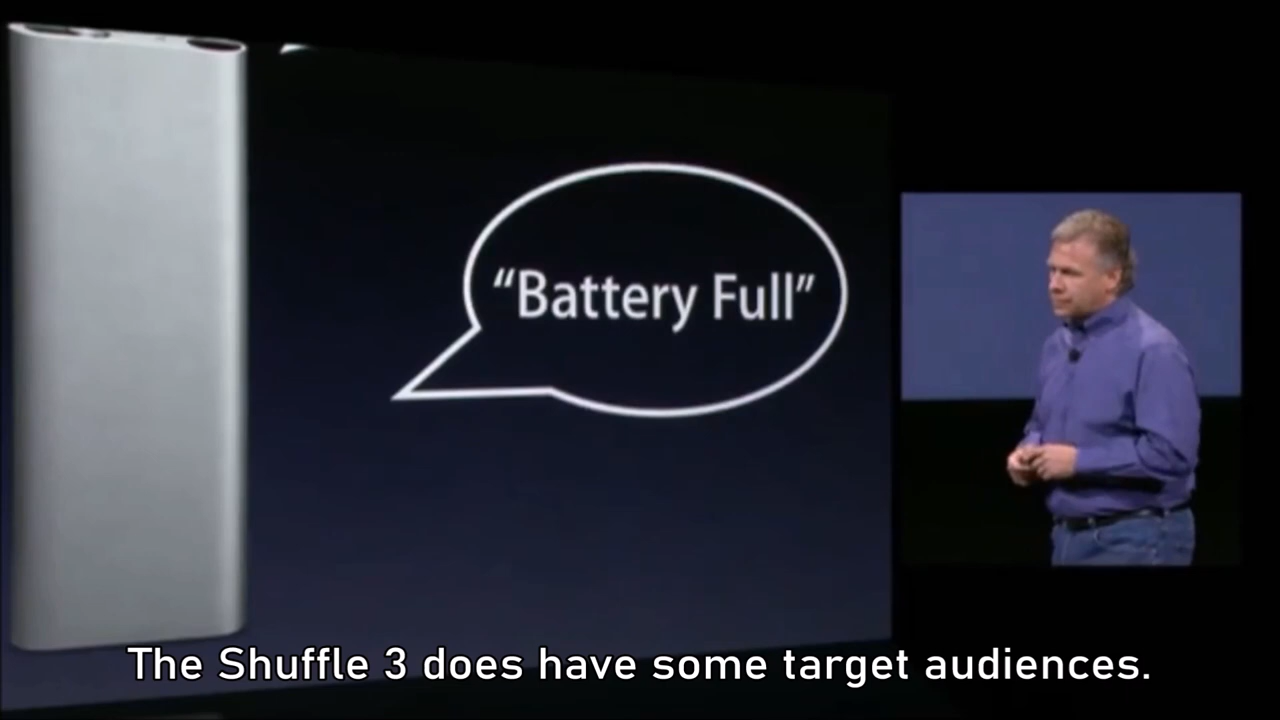 “Battery Full”
The Shuffle 3 does have some target audiences.